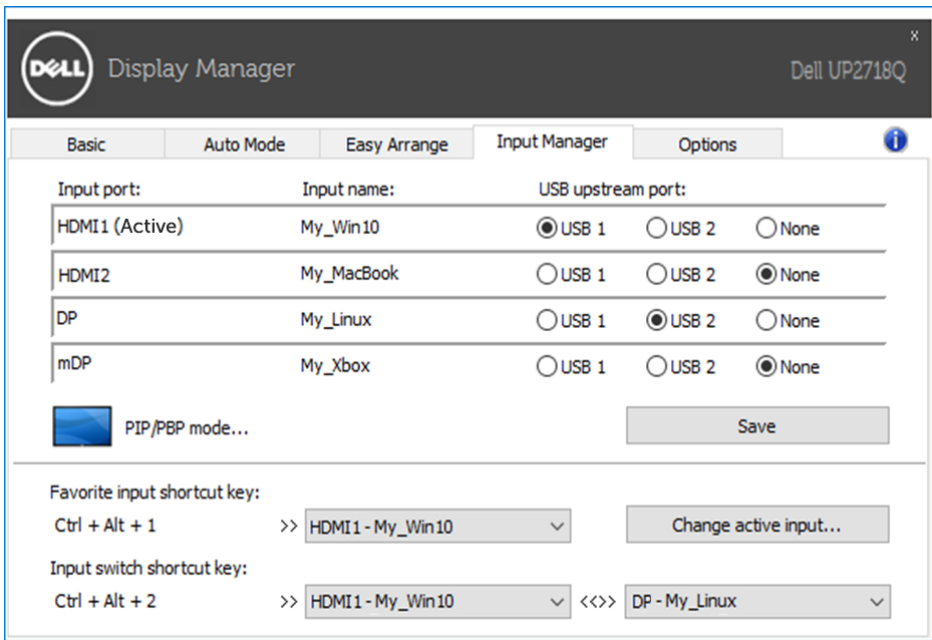 x
DELL Display Manager Dell UP2718Q
Basic Auto Mode Easy Arrange Input Manager Options i
Input port: Input name: USB upstream port:
HDMI1 (Active) My_Win10 USB 1 USB 2 None
HDMI2 My_MacBook USB 1 USB 2 None
DP My_Linux USB 1 USB 2 None
mDP My_Xbox USB 1 USB 2 None
PIP/PBP mode... Save
Favorite input shortcut key:
Ctrl + Alt + 1 >> HDMI1 - My_Win10 Change active input...
Input switch shortcut key:
Ctrl + Alt + 2 >> HDMI1 - My_Win10 <<>> DP - My_Linux